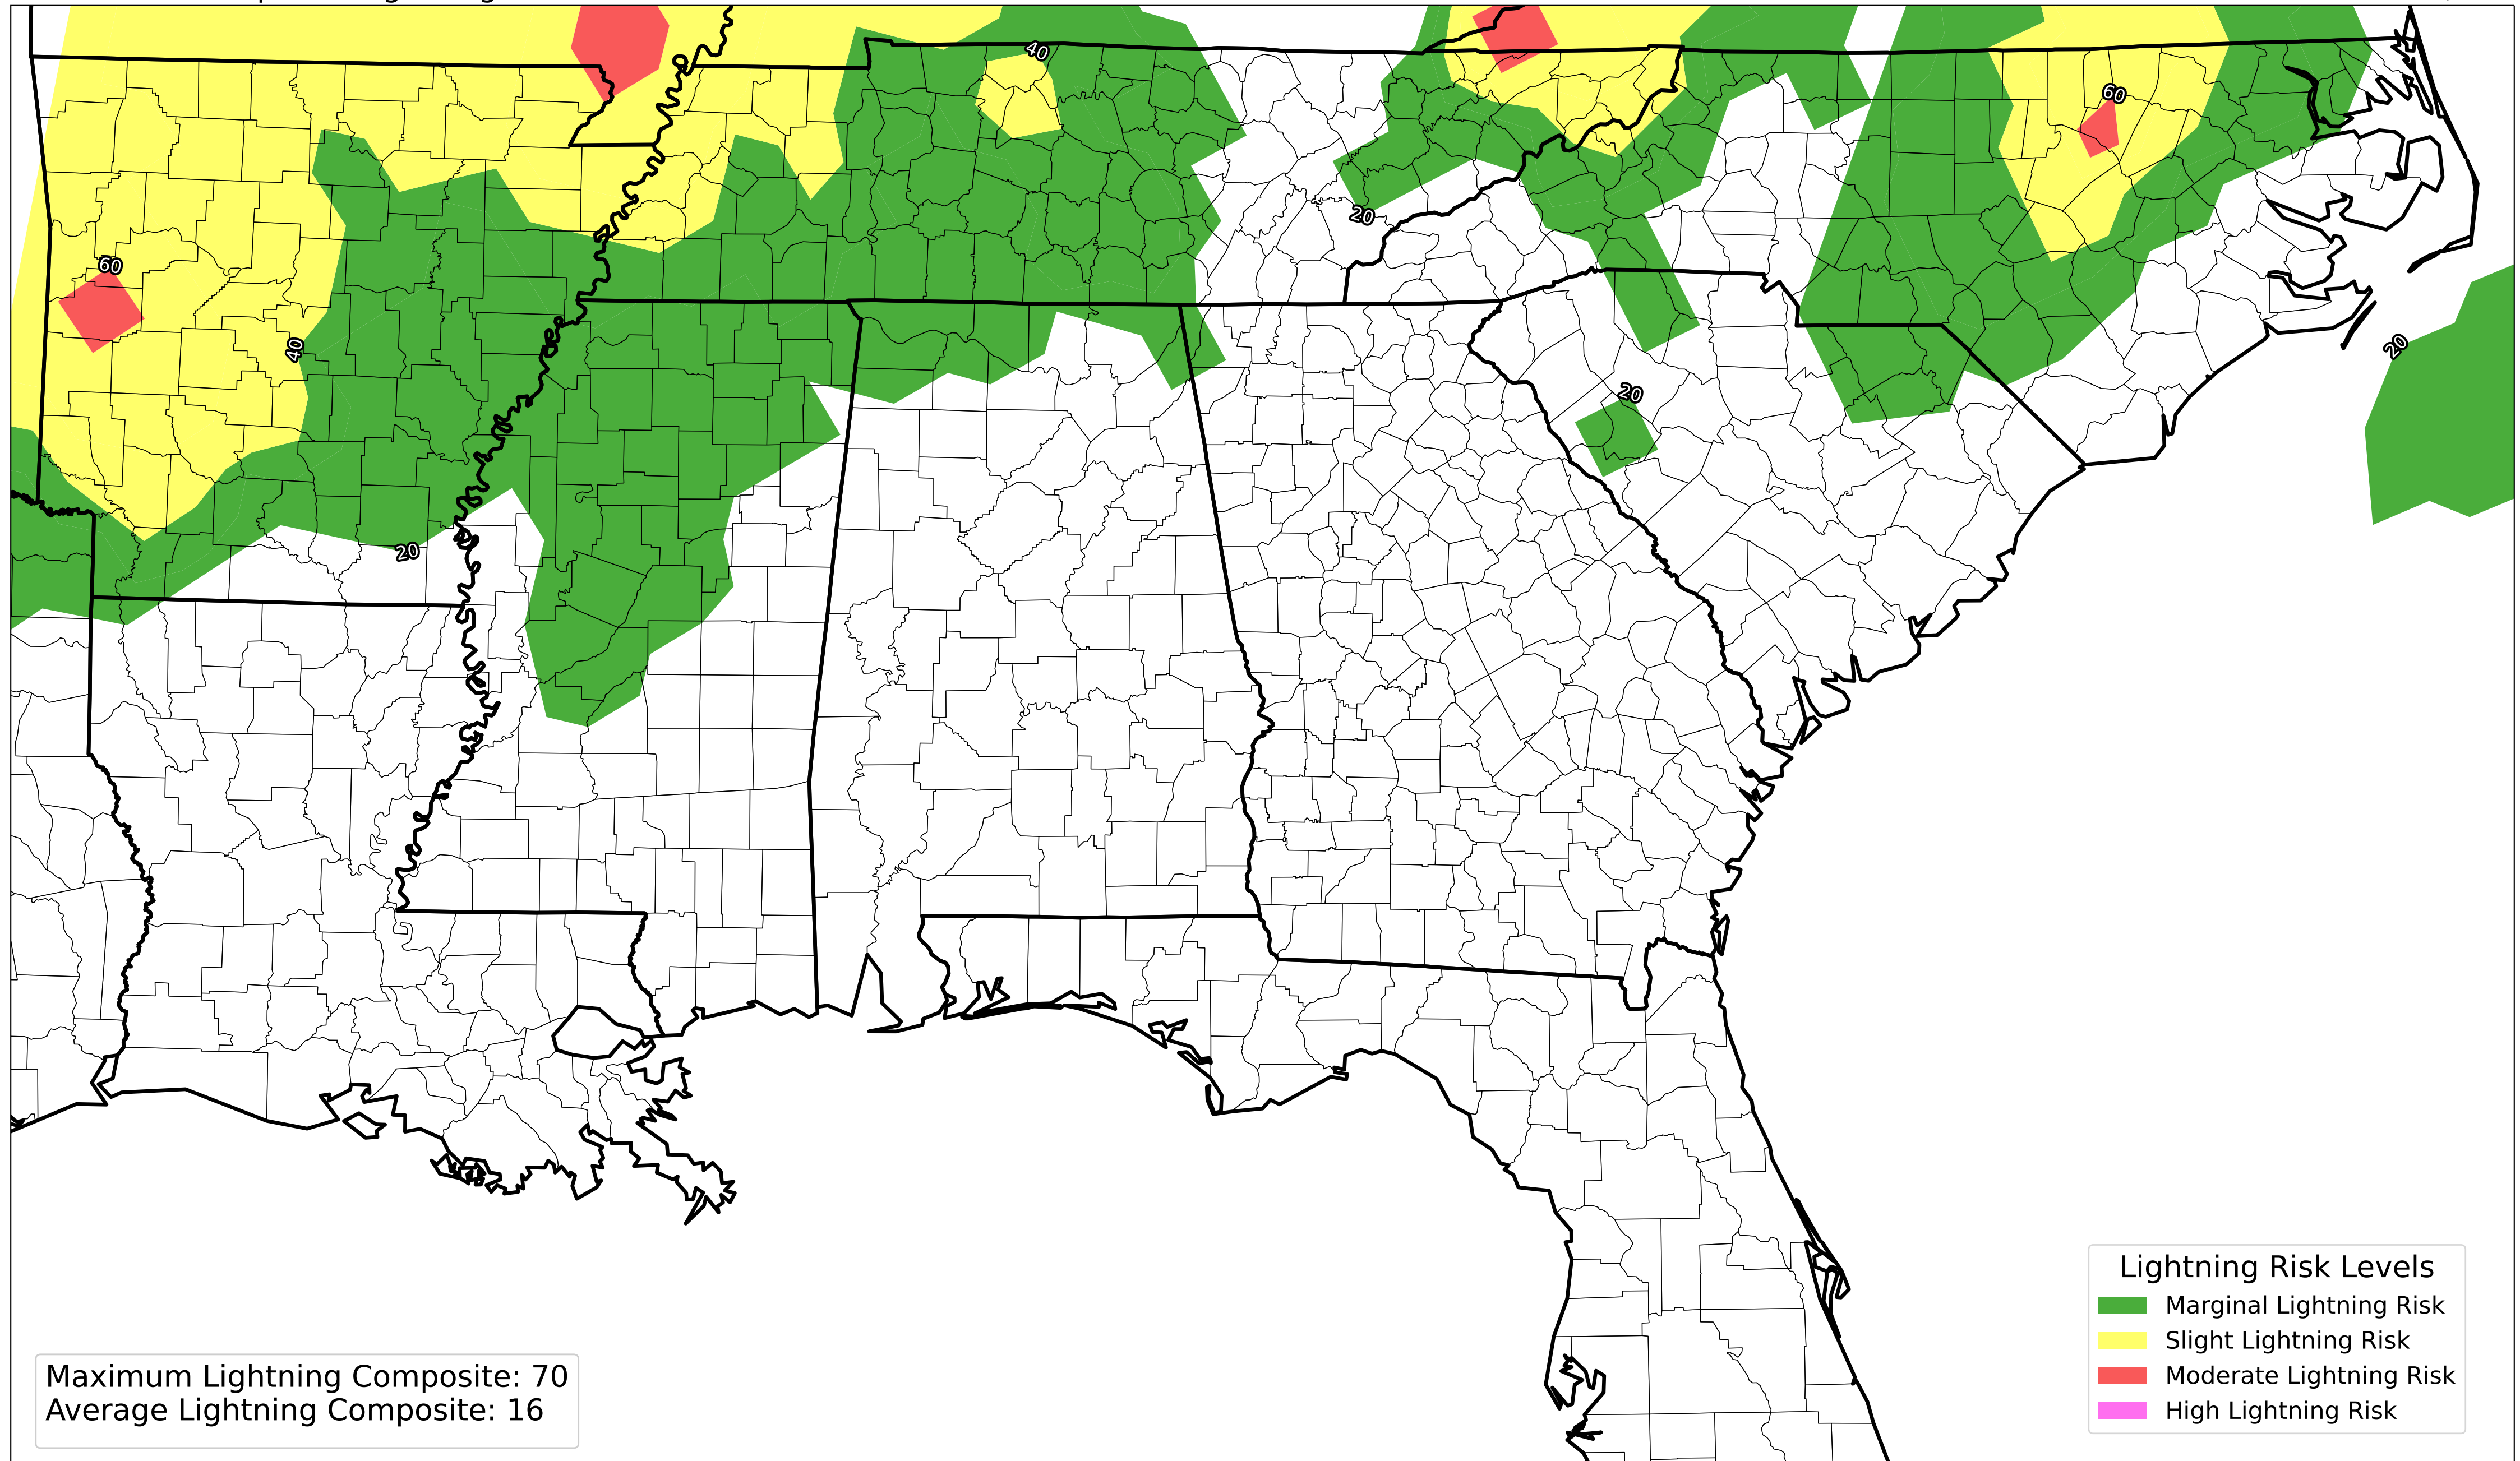 40
60
20
60
40
20
20
20
Lightning Risk Levels
Marginal Lightning Risk
Slight Lightning Risk
Moderate Lightning Risk
High Lightning Risk
Maximum Lightning Composite: 70
Average Lightning Composite: 16